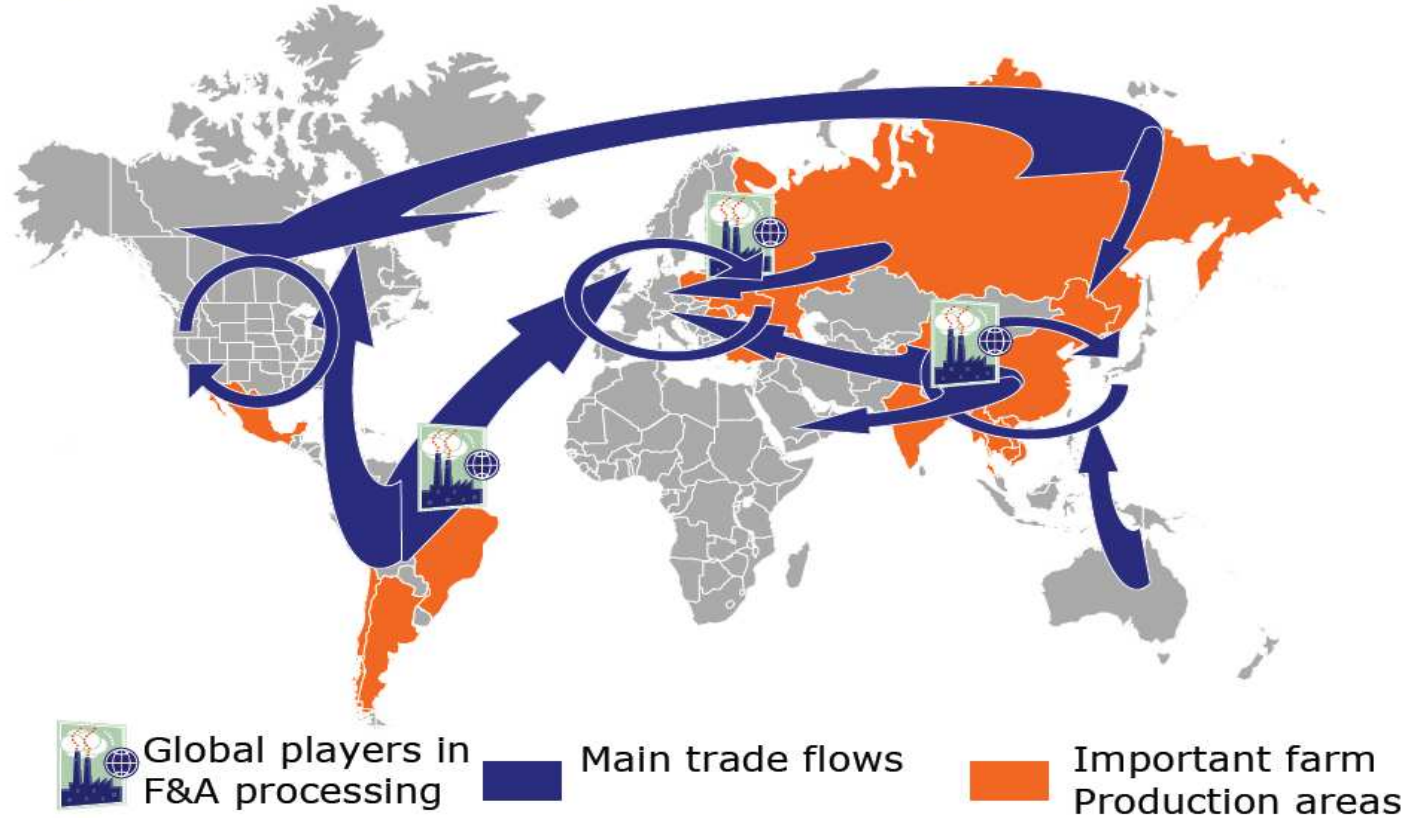 Global players in
F&A processing
Main trade flows
Important farm
Production areas